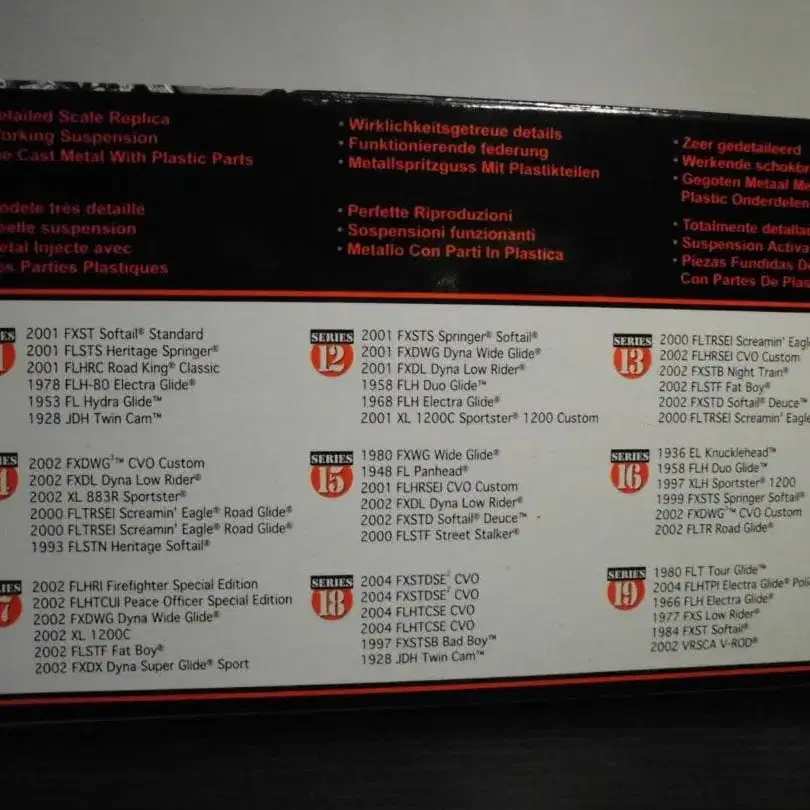 etailed Scale Replica
orking Suspension
e Cast Metal With Plastic Parts
odele tres detaille
elle suspension
etal Injecte avec
s Parties Plastiques
• Wirklichkeitsgetreue details
• Funktionierende federung
• Metallspritzguss Mit Plastikteilen
• Perfette Riproduzioni
• Sospensioni funzionanti
• Metallo Con Parti In Plastica
• Zeer gedetailleerd
• Werkende schokbr
• Gegoten Metaal Me
Plastic Onderdelen
• Totalmente detallad
• Suspension Activa
• Piezas Fundidas De
Con Partes De Plas
ES
1
2001 FXST Softail® Standard
2001 FLSTS Heritage Springer®
2001 FLHRC Road King® Classic
1978 FLH-80 Electra Glide®
1953 FL Hydra Glide™
1928 JDH Twin Cam™
SERIES
12
2001 FXSTS Springer® Softail®
2001 FXDWG Dyna Wide Glide®
2001 FXDL Dyna Low Rider®
1958 FLH Duo Glide™
1968 FLH Electra Glide®
2001 XL 1200C Sportster® 1200 Custom
SERIES
13
2000 FLTRSEI Screamin' Eagle
2002 FLHRSEI CVO Custom
2002 FXSTB Night Train®
2002 FLSTF Fat Boy®
2002 FXSTD Softail® Deuce™
2000 FLTRSEI Screamin' Eagle
IES
4
2002 FXDWG³™ CVO Custom
2002 FXDL Dyna Low Rider®
2002 XL 883R Sportster®
2000 FLTRSEI Screamin' Eagle® Road Glide®
2000 FLTRSEI Screamin' Eagle® Road Glide®
1993 FLSTN Heritage Softail®
SERIES
15
1980 FXWG Wide Glide®
1948 FL Panhead®
2001 FLHRSEI CVO Custom
2002 FXDL Dyna Low Rider®
2002 FXSTD Softail® Deuce™
2000 FLSTF Street Stalker®
SERIES
16
1936 EL Knucklehead™
1958 FLH Duo Glide™
1997 XLH Sportster® 1200
1999 FXSTS Springer Softail®
2002 FXDWG³™ CVO Custom
2002 FLTR Road Glide®
IES
7
2002 FLHRI Firefighter Special Edition
2002 FLHTCUI Peace Officer Special Edition
2002 FXDWG Dyna Wide Glide®
2002 XL 1200C
2002 FLSTF Fat Boy®
2002 FXDX Dyna Super Glide® Sport
SERIES
18
2004 FXSTDSE² CVO
2004 FXSTDSE² CVO
2004 FLHTCSE CVO
2004 FLHTCSE CVO
1997 FXSTSB Bad Boy™
1928 JDH Twin Cam™
SERIES
19
1980 FLT Tour Glide™
2004 FLHTPI Electra Glide® Poli
1966 FLH Electra Glide®
1977 FXS Low Rider®
1984 FXST Softail®
2002 VRSCA V-ROD®